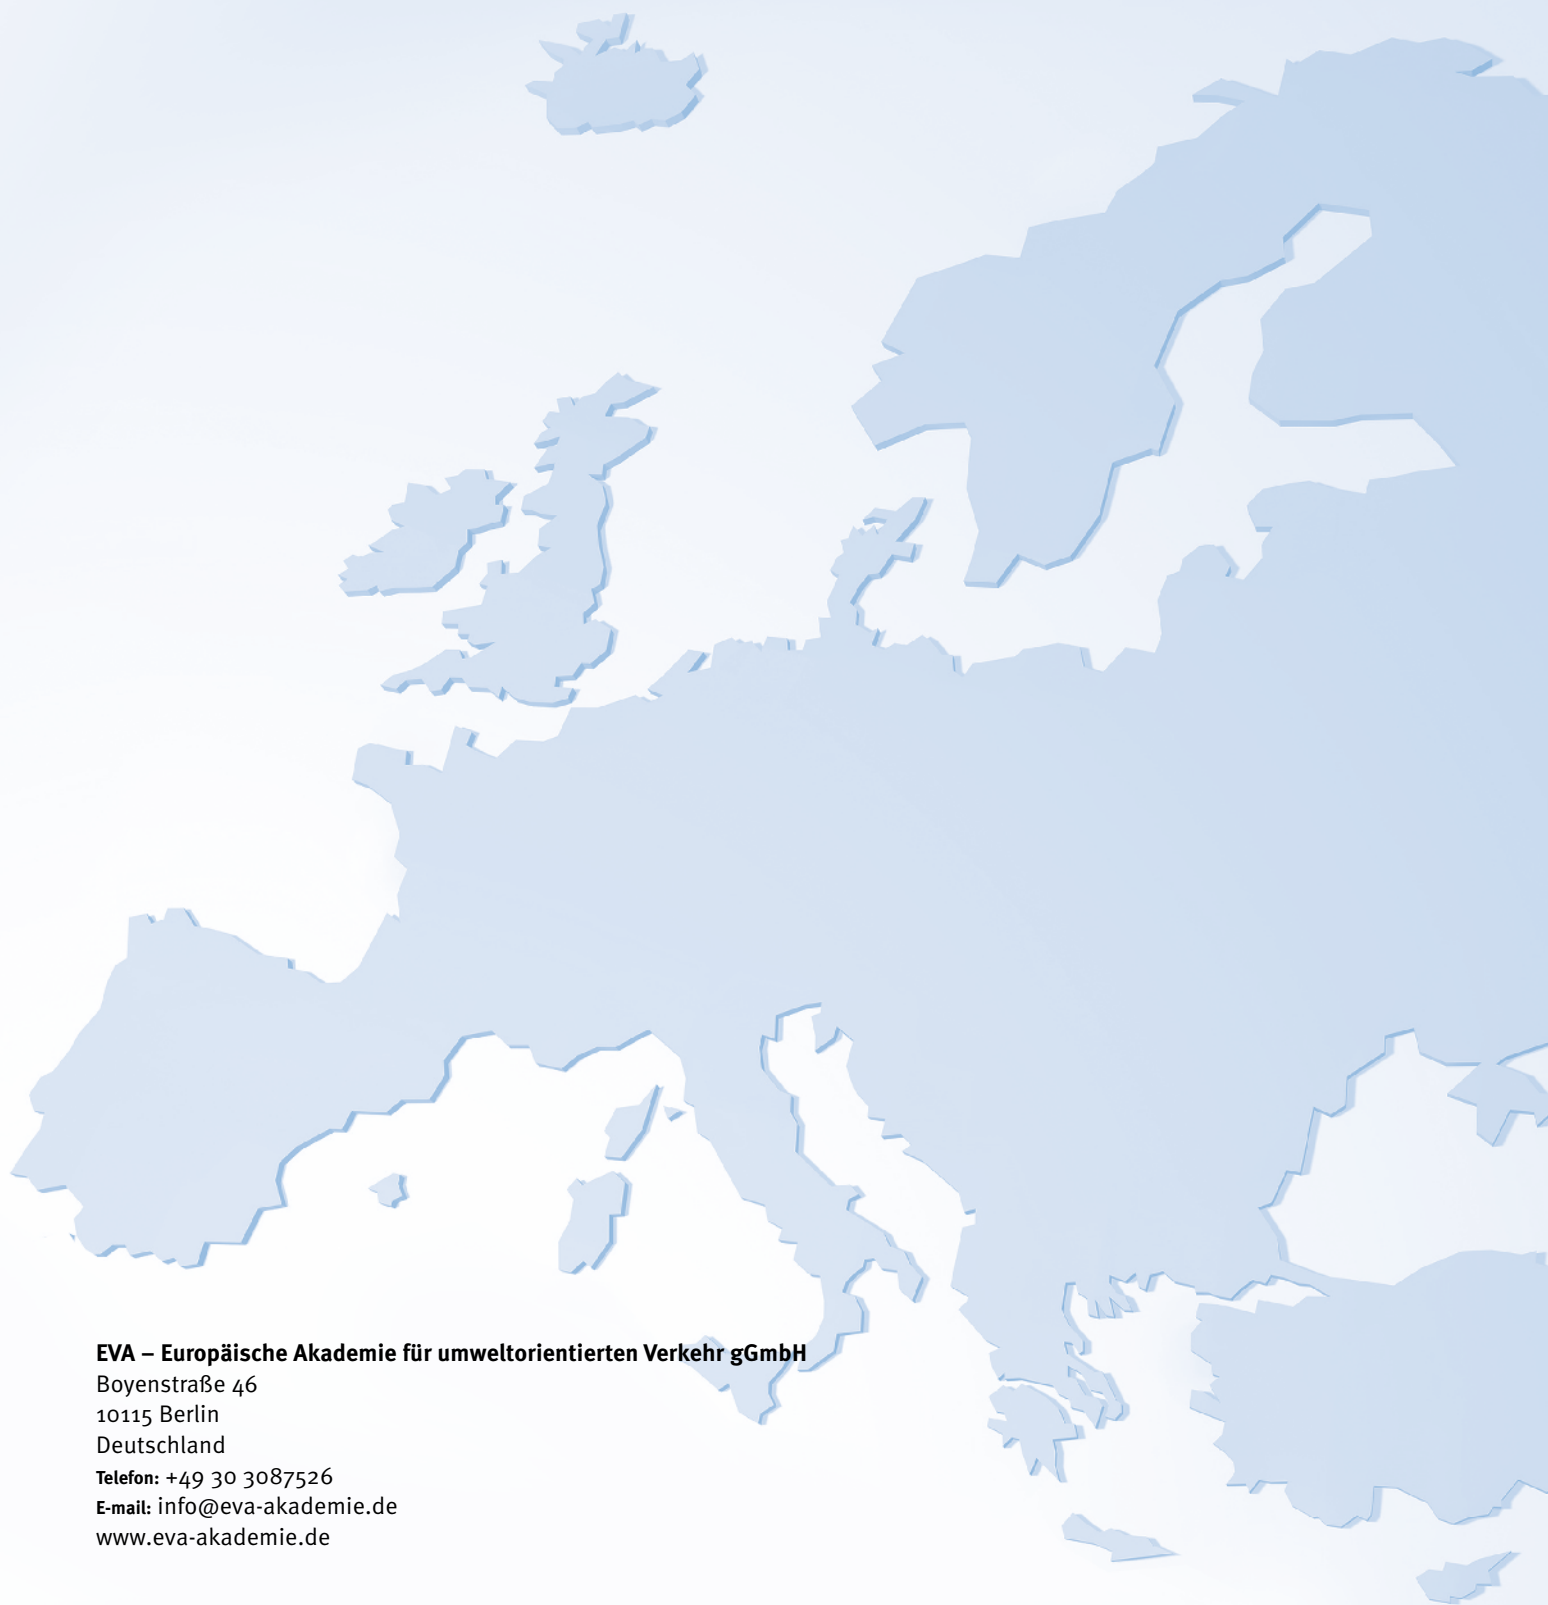 EVA – Europäische Akademie für umweltorientierten Verkehr gGmbH
Boyenstraße 46
10115 Berlin
Deutschland
Telefon: +49 30 3087526
E-mail: info@eva-akademie.de
www.eva-akademie.de